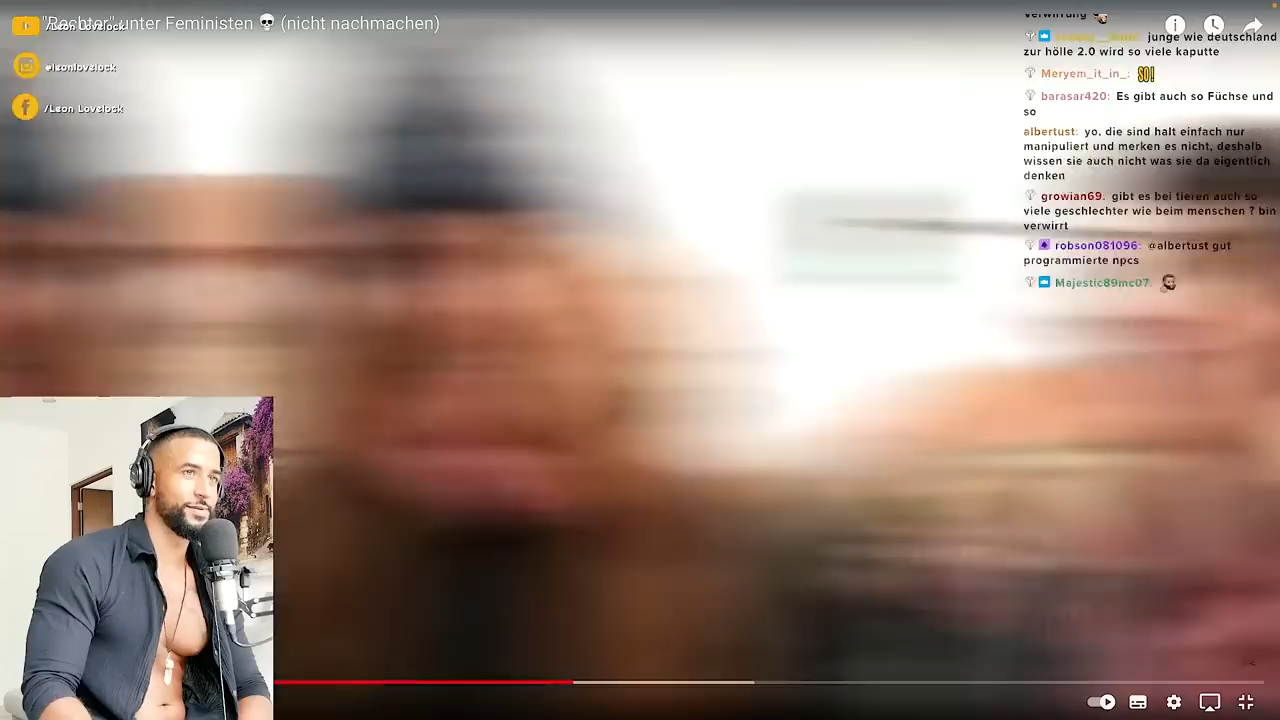 "Rechter" unter Feministen 💀 (nicht nachmachen)
/Leon Lovelock
@leonlovelock
/Leon Lovelock
verwirrung
junge wie deutschland
zur hölle 2.0 wird so viele kaputte
Meryem_it_in_: SO!
barasar420: Es gibt auch so Füchse und
so
albertust: yo, die sind halt einfach nur
manipuliert und merken es nicht, deshalb
wissen sie auch nicht was sie da eigentlich
denken
growian69: gibt es bei tieren auch so
viele geschlechter wie beim menschen ? bin
verwirrt
robson081096: @albertust gut
programmierte npcs
Majestic89mc07: